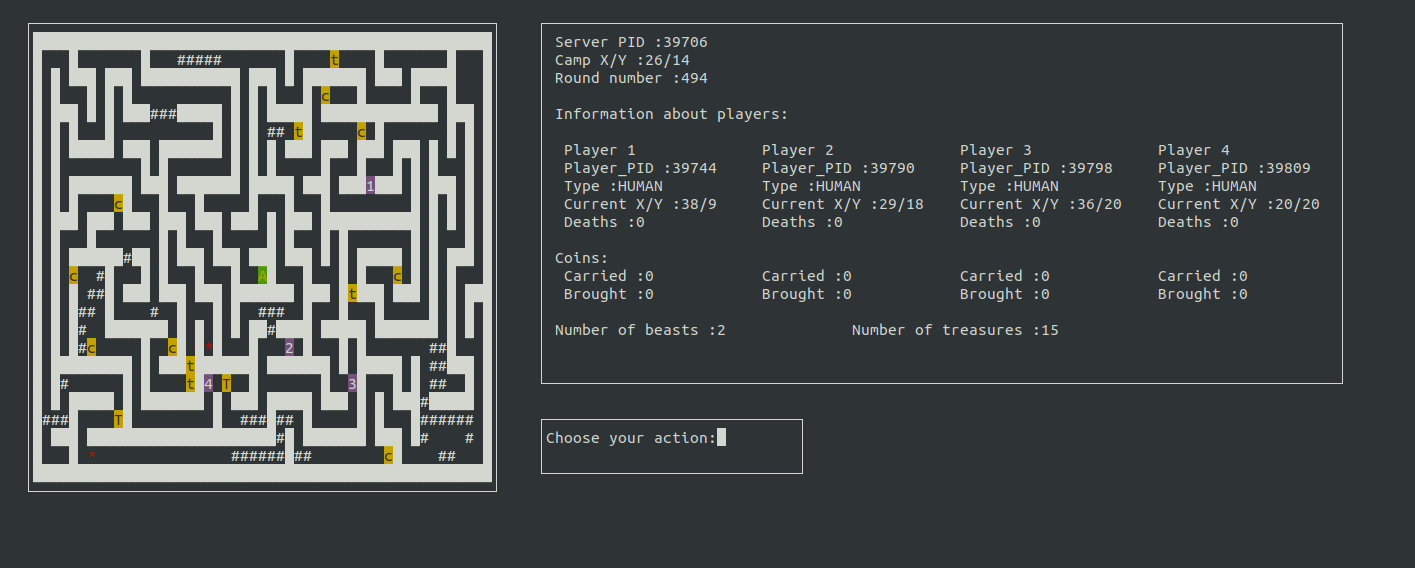 ##### t
c
###
## t c
1
c
#
c # A c
## t
## # ###
# #
#c c * 2 ##
t ##
# t 4 T 3 ##
#
### T ### ## ######
# # #
* ###### ## c ##
Server PID :39706
Camp X/Y :26/14
Round number :494
Information about players:
Player 1 Player 2 Player 3 Player 4
Player_PID :39744 Player_PID :39790 Player_PID :39798 Player_PID :39809
Type :HUMAN Type :HUMAN Type :HUMAN Type :HUMAN
Current X/Y :38/9 Current X/Y :29/18 Current X/Y :36/20 Current X/Y :20/20
Deaths :0 Deaths :0 Deaths :0 Deaths :0
Coins:
Carried :0 Carried :0 Carried :0 Carried :0
Brought :0 Brought :0 Brought :0 Brought :0
Number of beasts :2 Number of treasures :15
Choose your action: